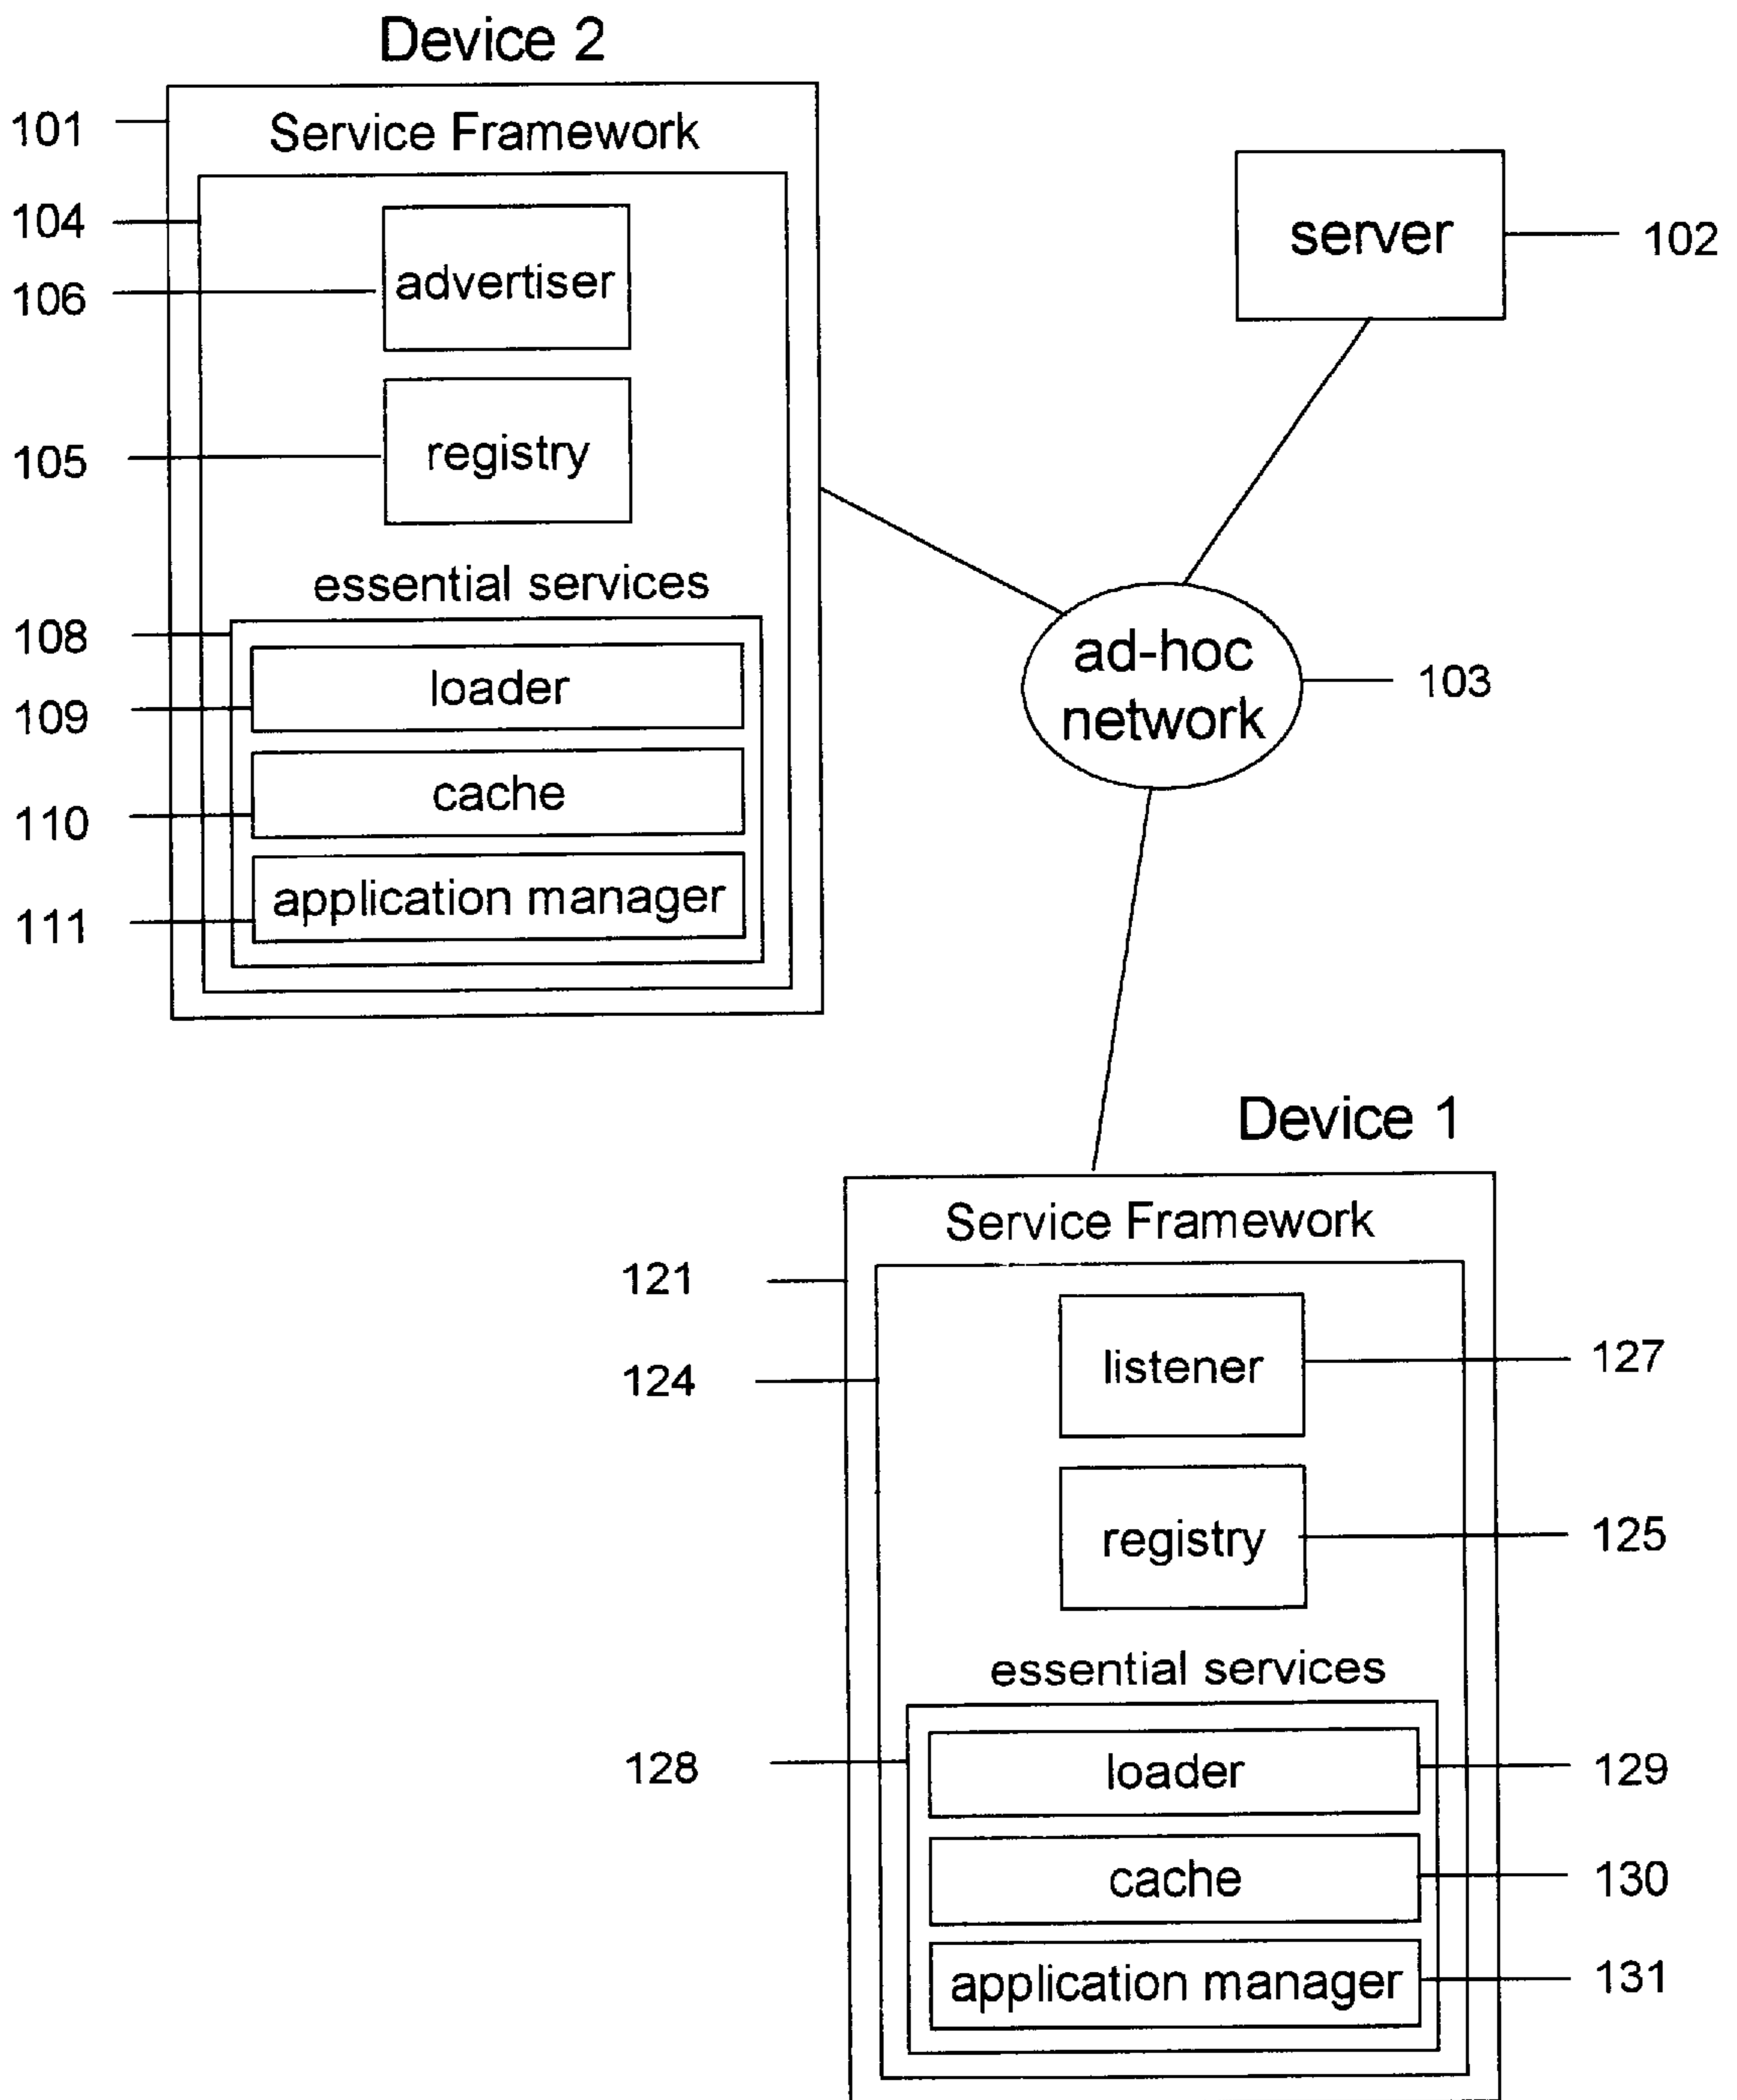 Device 2
101
Service Framework
104
106
advertiser
105
registry
essential services
108
109
loader
110
cache
111
application manager
server
102
ad-hoc
network
103
Device 1
Service Framework
121
124
listener
127
registry
125
essential services
128
loader
129
cache
130
application manager
131